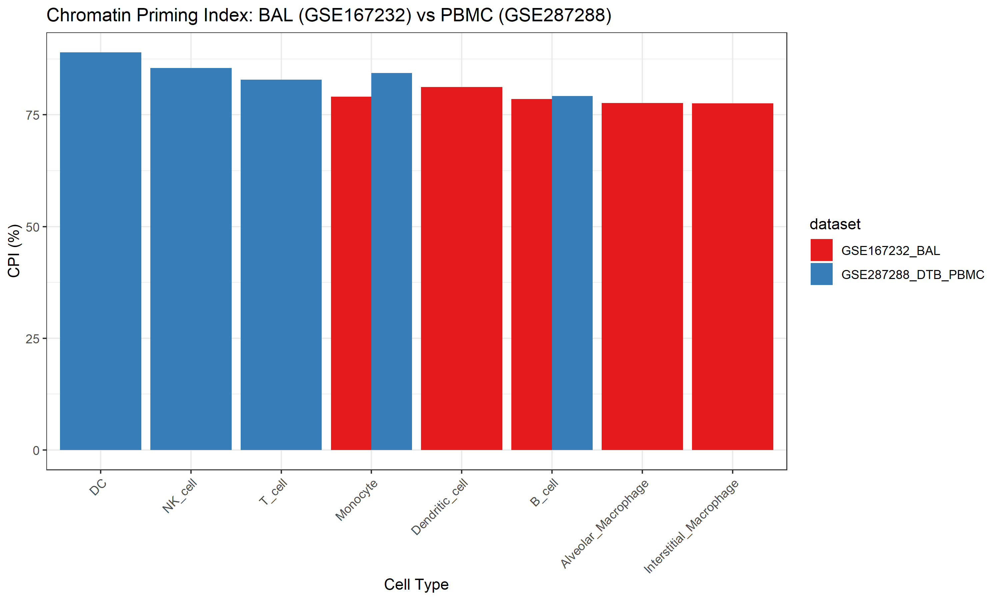 Chromatin Priming Index: BAL (GSE167232) vs PBMC (GSE287288)
CPI (%)
75
50
25
0
DC
NK_cell
T_cell
Monocyte
Dendritic_cell
B_cell
Alveolar_Macrophage
Interstitial_Macrophage
Cell Type
dataset
GSE167232_BAL
GSE287288_DTB_PBMC